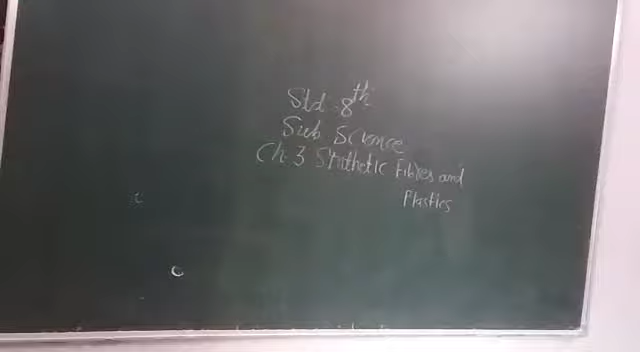 Std : 8th
Sub Science
Ch. 3 Synthetic Fibres and
Plastics